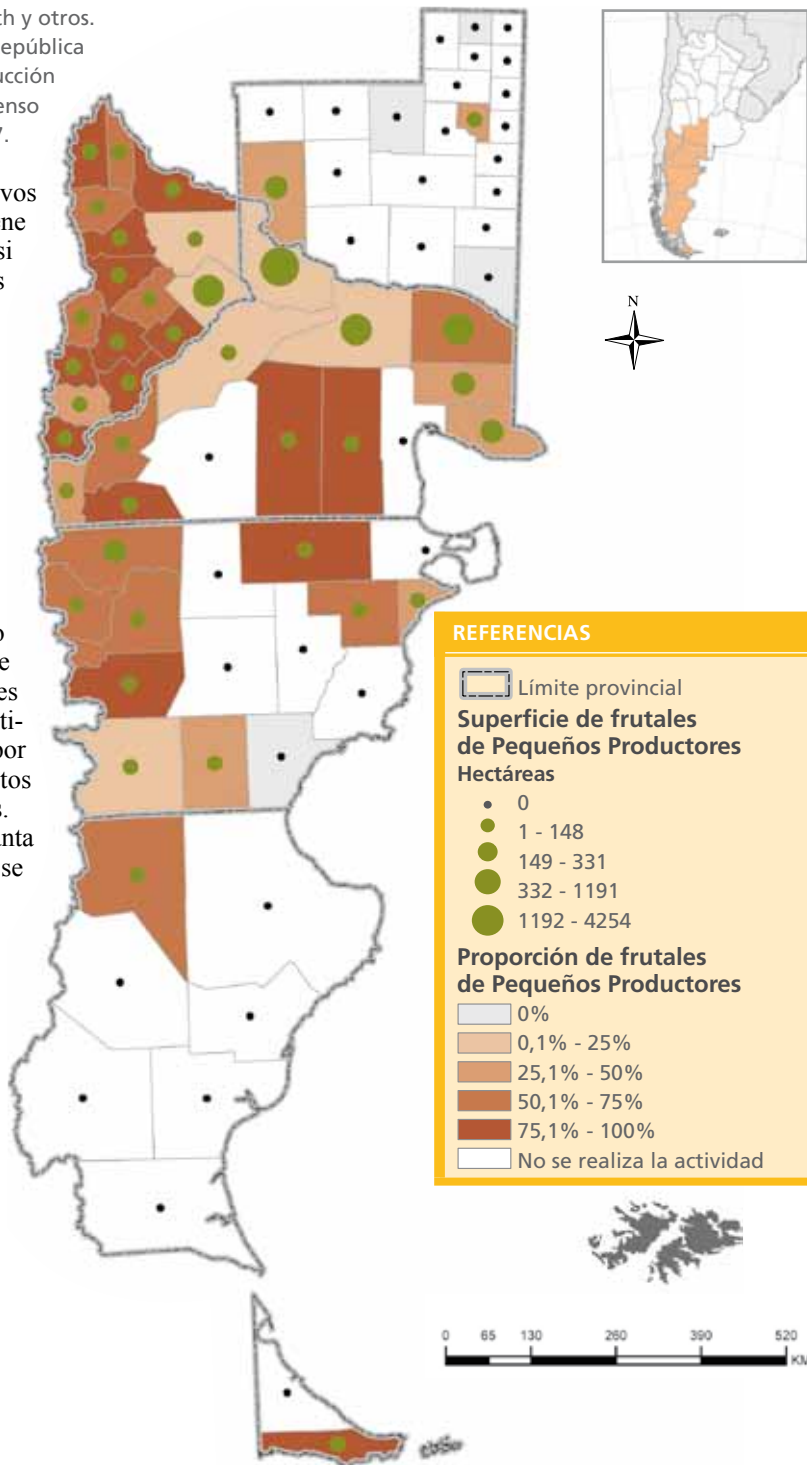 th y otros.
epública
ucción
enso
7.
vos
ne
si
s
o
e
es
ti-
por
tos
s.
anta
se
N
REFERENCIAS
Límite provincial
Superficie de frutales
de Pequeños Productores
Hectáreas
0
1 - 148
149 - 331
332 - 1191
1192 - 4254
Proporción de frutales
de Pequeños Productores
0%
0,1% - 25%
25,1% - 50%
50,1% - 75%
75,1% - 100%
No se realiza la actividad
0 65 130 260 390 520
KM